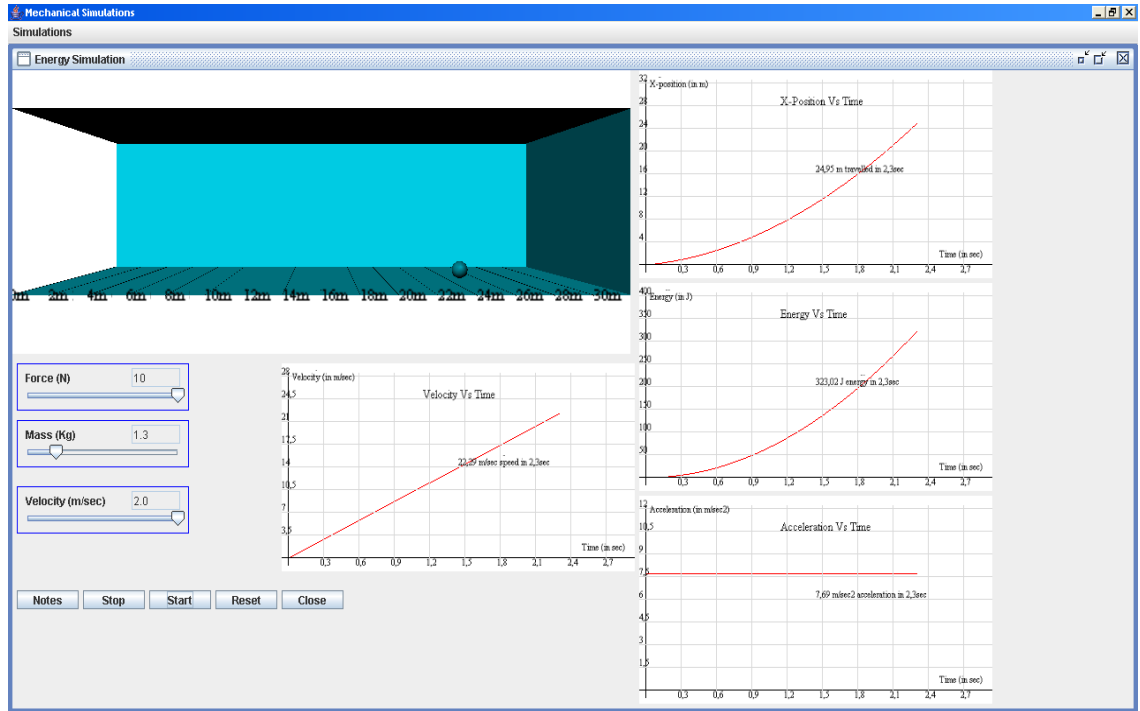 Mechanical Simulations
Simulations
Energy Simulation
0m 2m 4m 6m 8m 10m 12m 14m 16m 18m 20m 22m 24m 26m 28m 30m
Force (N) 10
Mass (Kg) 1.3
Velocity (m/sec) 2.0
Notes Stop Start Reset Close
28
Velocity (in m/sec)
Velocity Vs Time
24,5
21
17,5
14
22,29 m/sec speed in 2,3sec
10,5
7
3,5
Time (in sec)
0,3 0,6 0,9 1,2 1,5 1,8 2,1 2,4 2,7
32
X-position (in m)
X-Position Vs Time
28
24
20
16
24,95 m travelled in 2,3sec
12
8
4
Time (in sec)
0,3 0,6 0,9 1,2 1,5 1,8 2,1 2,4 2,7
400
Energy (in J)
Energy Vs Time
350
300
250
200
323,02 J energy in 2,3sec
150
100
50
Time (in sec)
0,3 0,6 0,9 1,2 1,5 1,8 2,1 2,4 2,7
12
Acceleration (in m/sec2)
Acceleration Vs Time
10,5
9
7,5
6
7,69 m/sec2 acceleration in 2,3sec
4,5
3
1,5
Time (in sec)
0,3 0,6 0,9 1,2 1,5 1,8 2,1 2,4 2,7